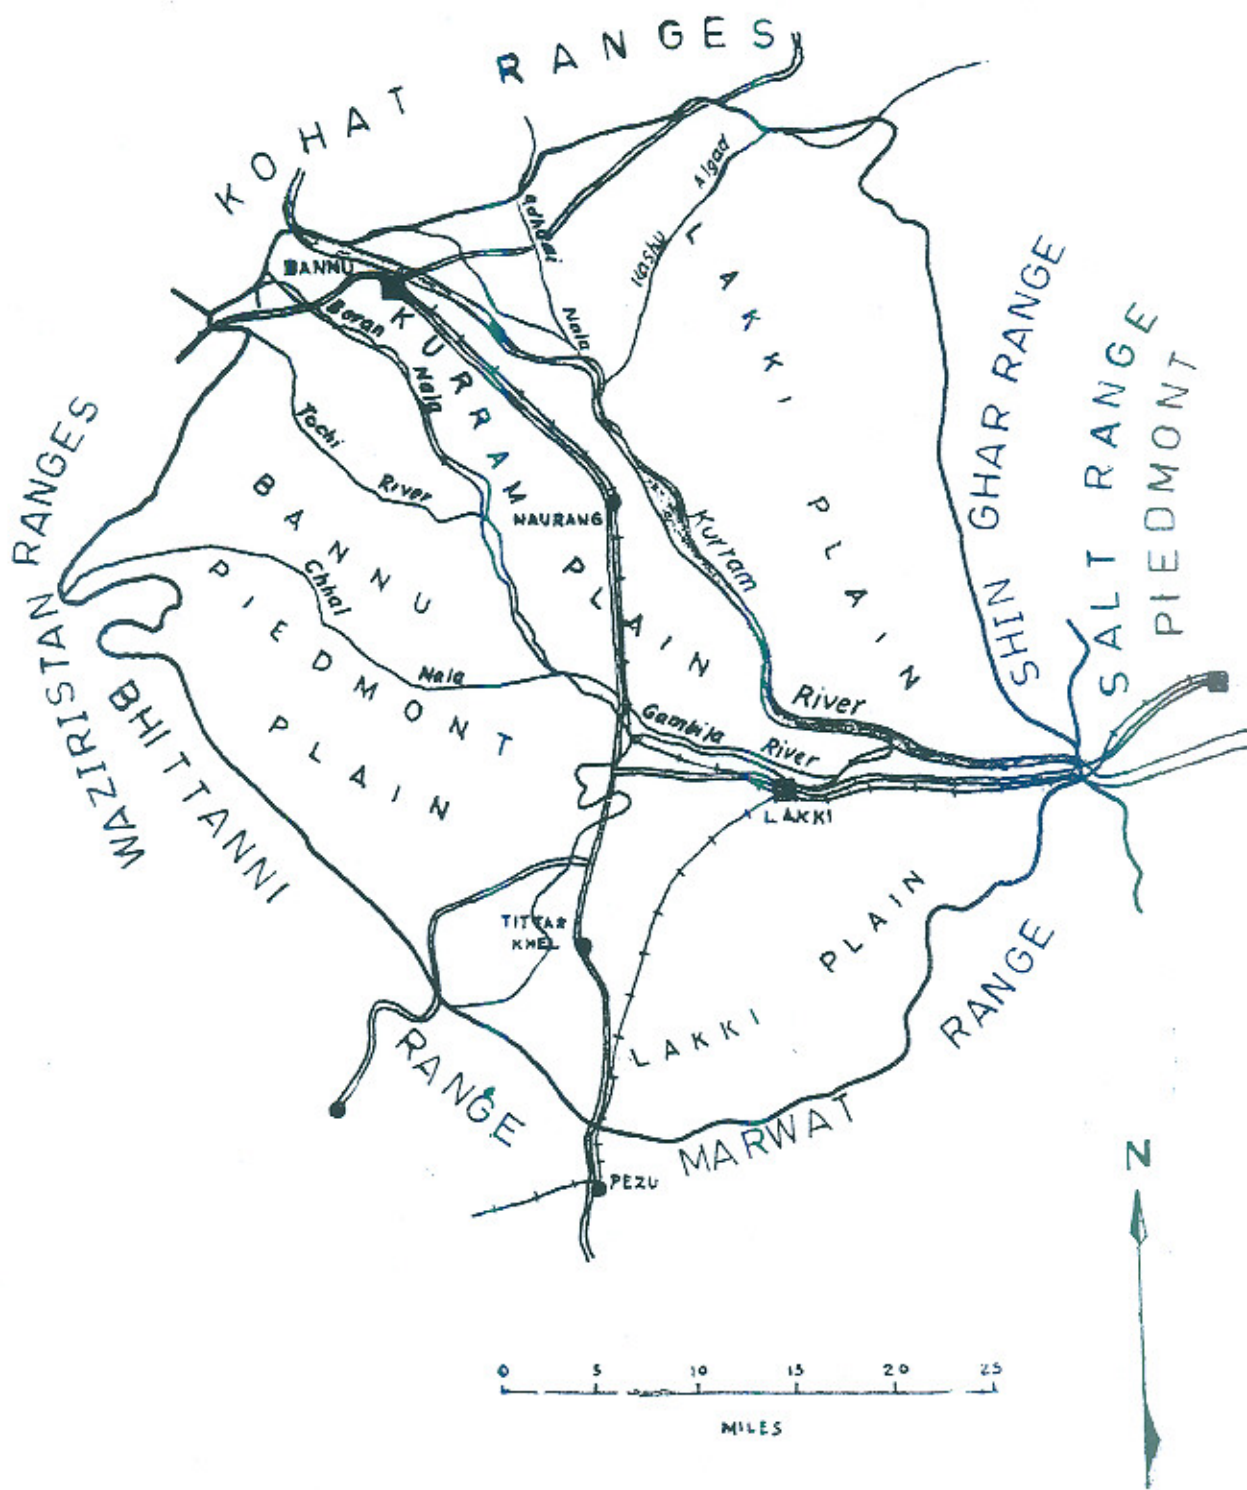 KOHAT RANGES
BANNU
Boran
Nala
adhumi
Nala
Kashu
Algad
LAKKI PLAIN
KURRAM PLAIN
SHIN GHAR RANGE
SALT RANGE
PIEDMONT
WAZIRISTAN RANGES
Tochi
River
BANNU
PIEDMONT
PLAIN
NAURANG
Kurram
River
Chhal
Nala
Gambila
River
BHITTANNI
RANGE
LAKKI
TITTAR
KHEL
LAKKI PLAIN
MARWAT RANGE
PEZU
N
0 5 10 15 20 25
MILES